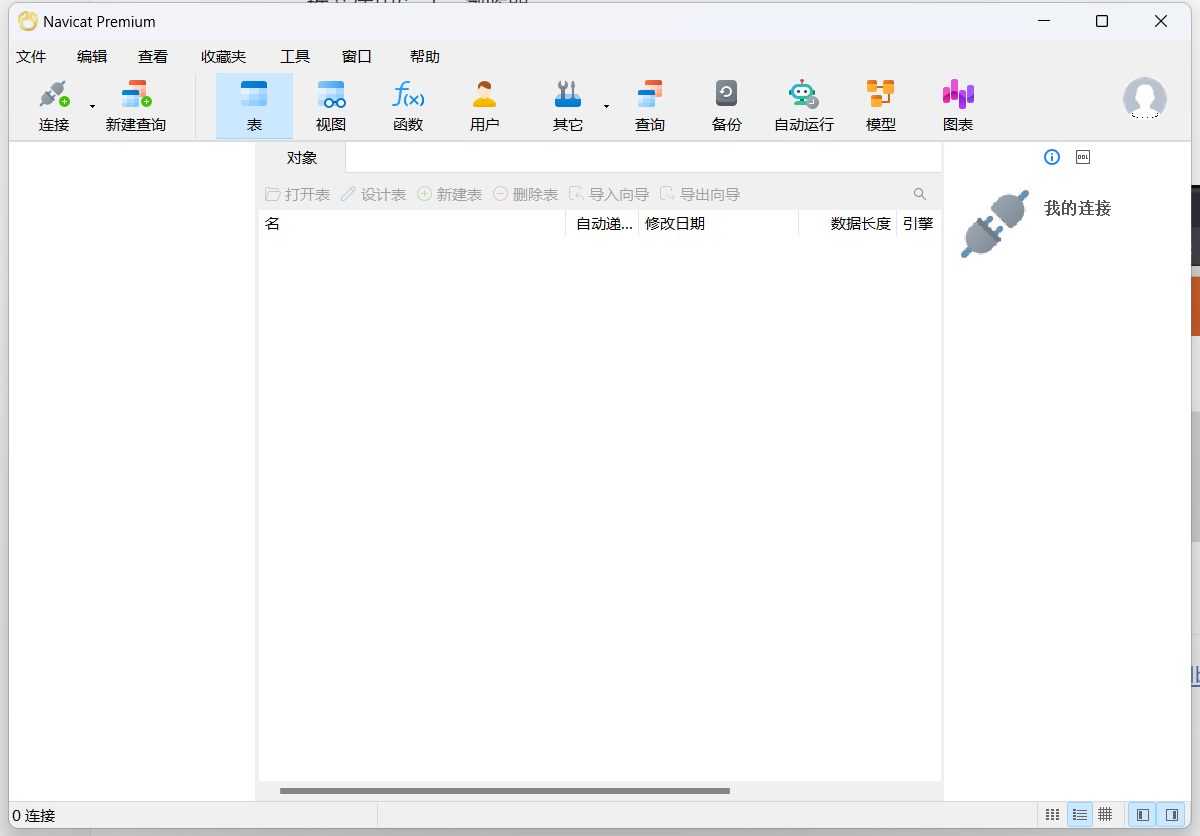 Navicat Premium
文件 编辑 查看 收藏夹 工具 窗口 帮助
连接 新建查询 表 视图 函数 用户 其它 查询 备份 自动运行 模型 图表
对象
打开表 设计表 新建表 删除表 导入向导 导出向导
名 自动递... 修改日期 数据长度 引擎
DDL
我的连接
0 连接